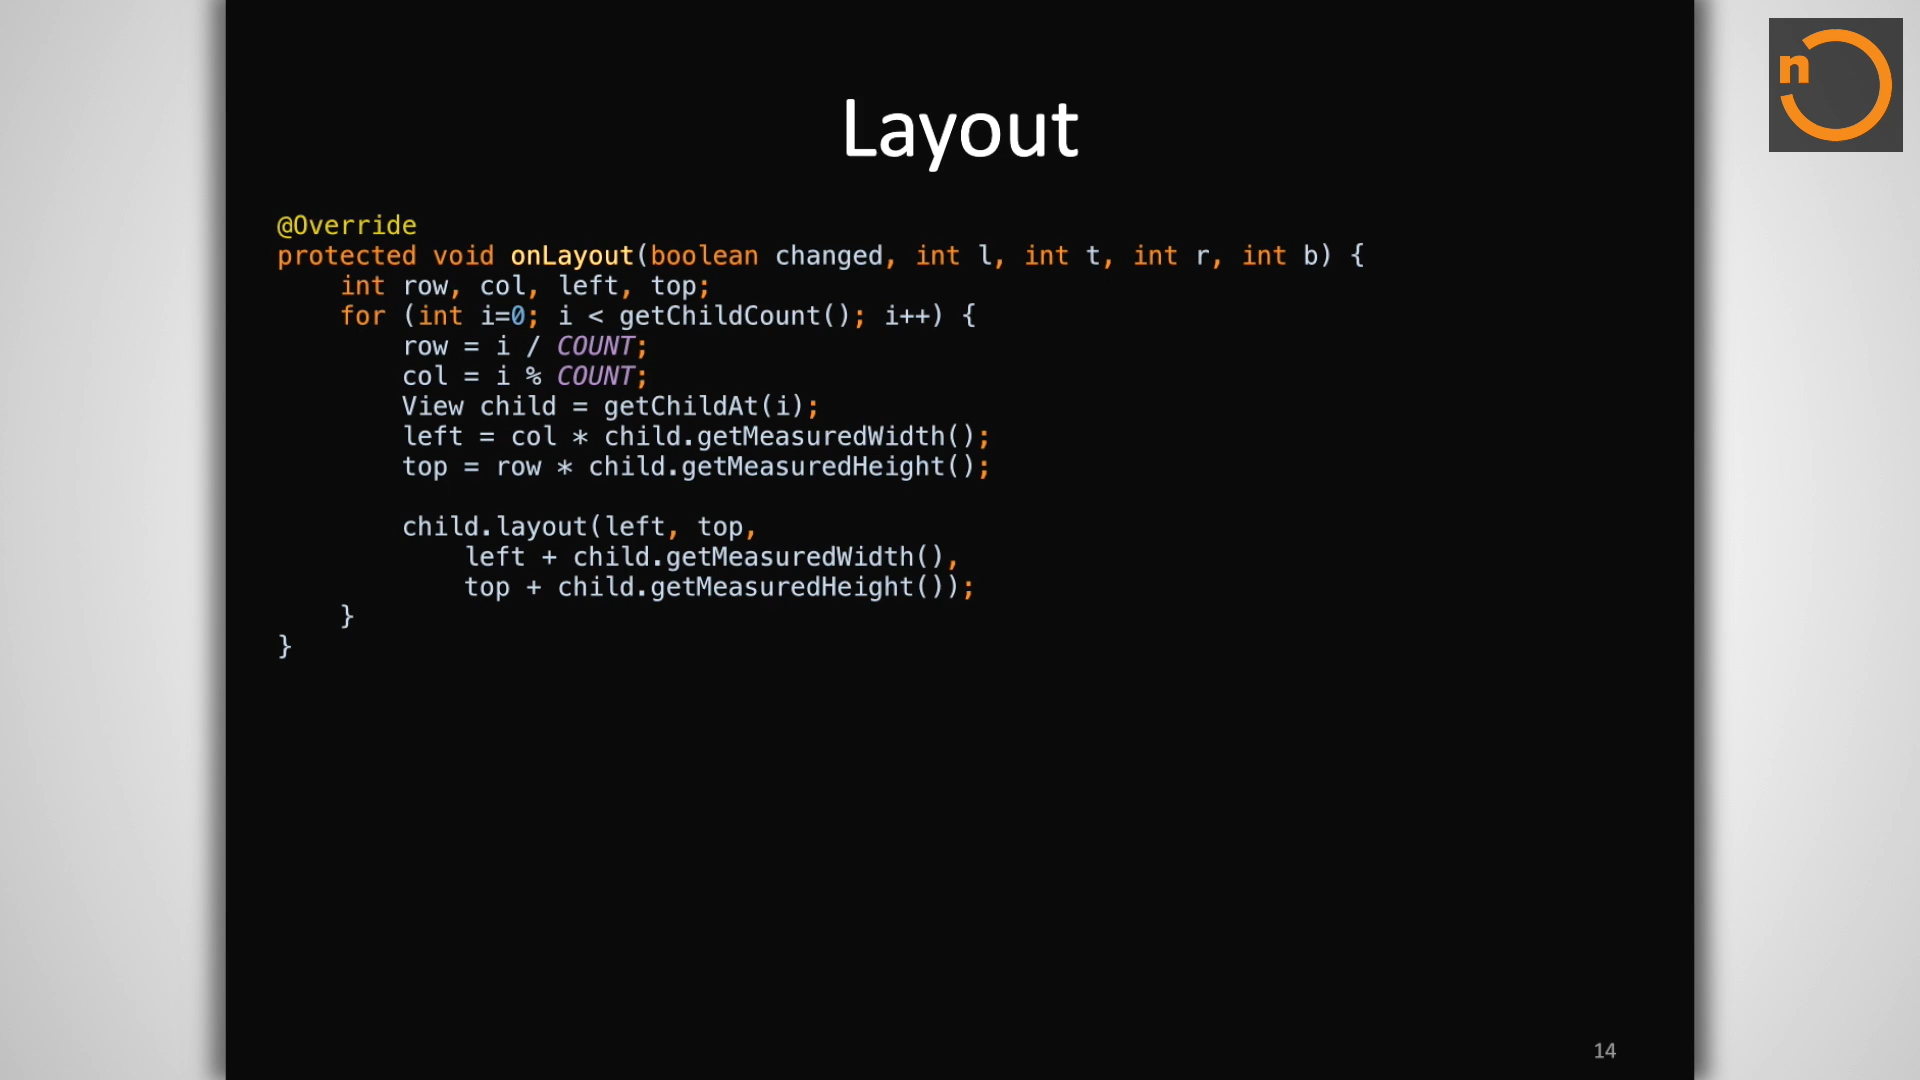 n
Layout
@Override
protected void onLayout(boolean changed, int l, int t, int r, int b) {
    int row, col, left, top;
    for (int i=0; i < getChildCount(); i++) {
        row = i / COUNT;
        col = i % COUNT;
        View child = getChildAt(i);
        left = col * child.getMeasuredWidth();
        top = row * child.getMeasuredHeight();
        child.layout(left, top,
            left + child.getMeasuredWidth(),
            top + child.getMeasuredHeight());
    }
}
14